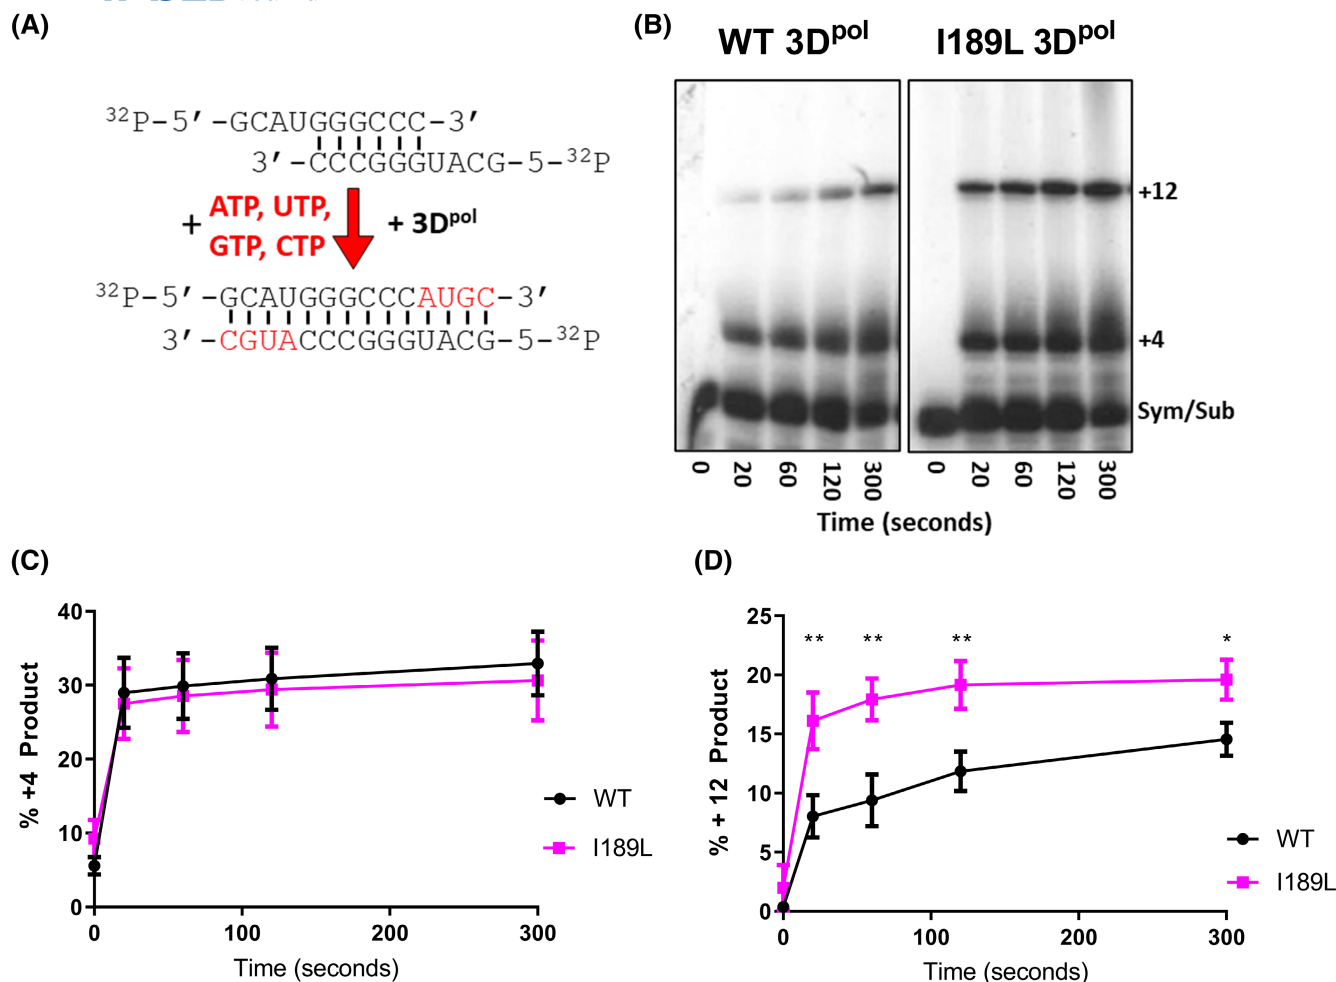 (A)
³²P-5′-GCAUGGGCCC-3′
3′-CCCGGGUACG-5-³²P
+ ATP, UTP, GTP, CTP
+ 3Dᵖᵒˡ
³²P-5′-GCAUGGGCCCAUGC-3′
3′-CGUACCCGGGUACG-5-³²P
(B)
WT 3Dᵖᵒˡ I189L 3Dᵖᵒˡ
+12
+4
Sym/Sub
0 20 60 120 300 0 20 60 120 300
Time (seconds)
(C)
% +4 Product
40
30
20
10
0
0 100 200 300
Time (seconds)
WT
I189L
(D)
% + 12 Product
25
20
15
10
5
0
** ** ** *
0 100 200 300
Time (seconds)
WT
I189L